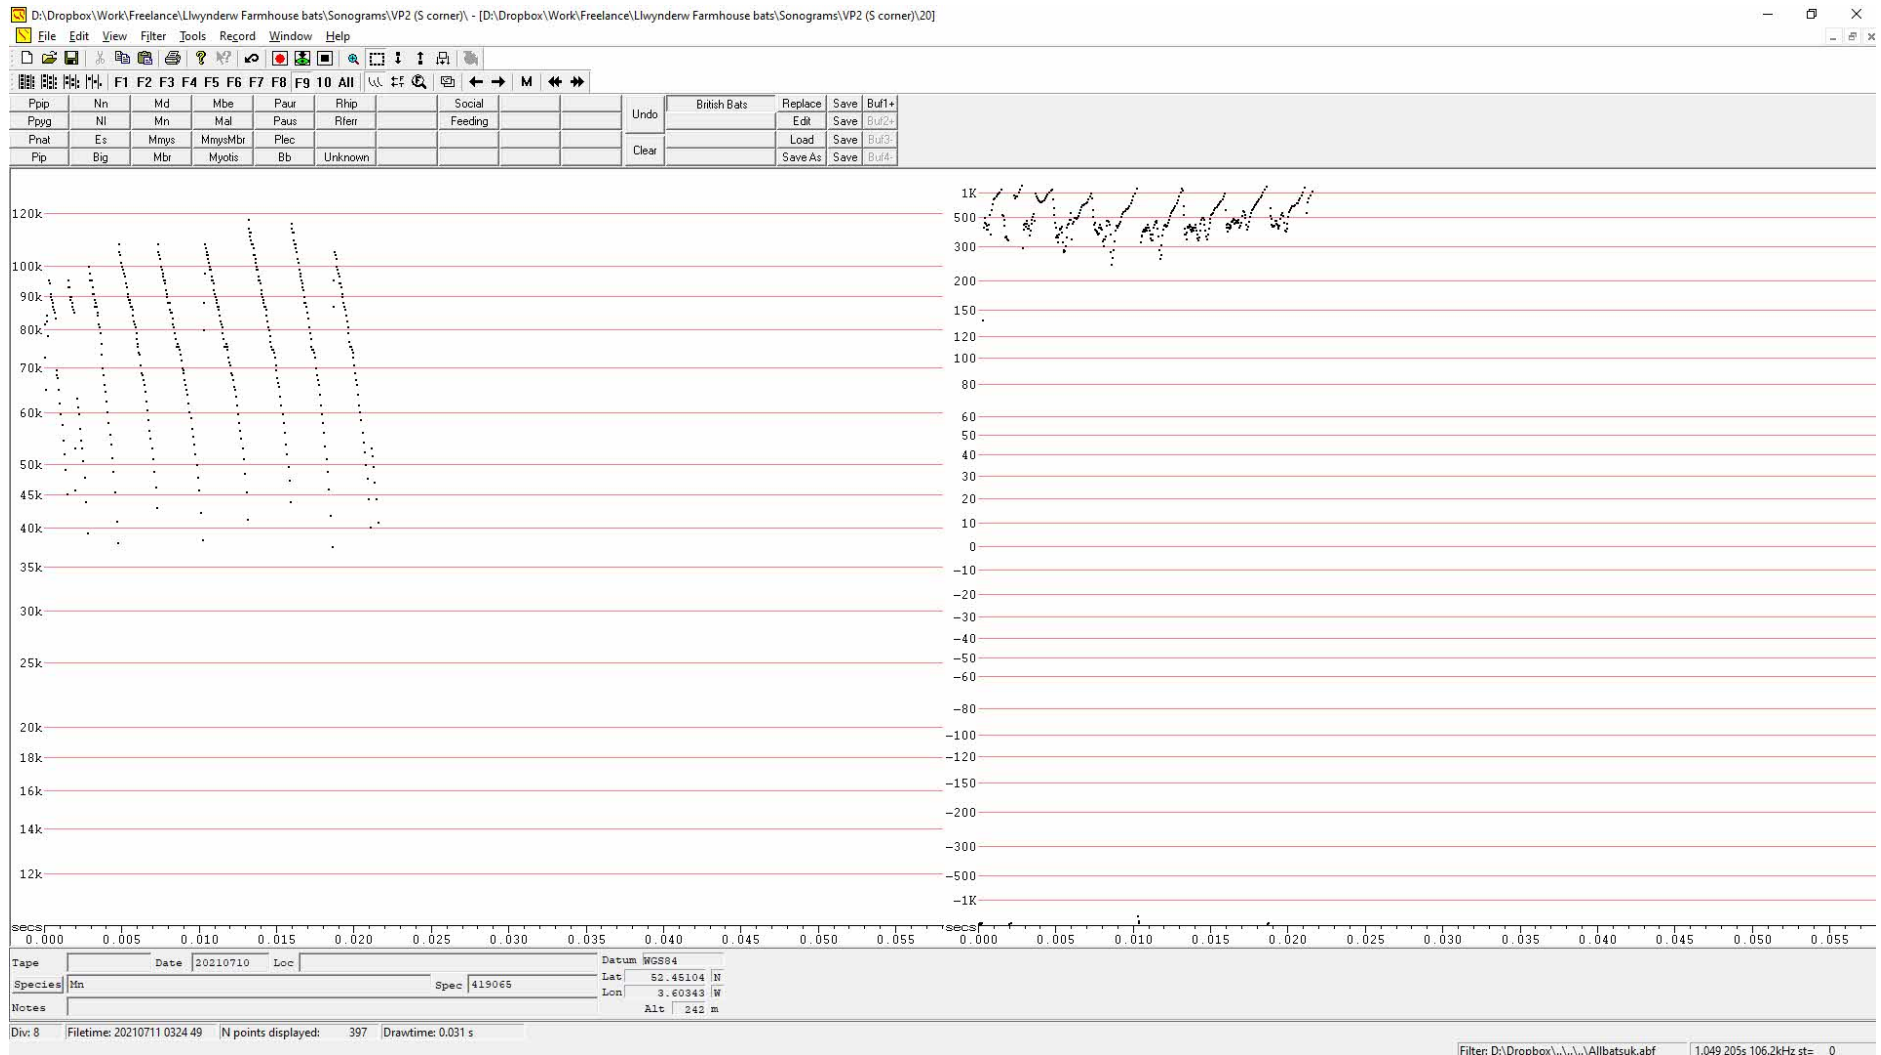 D:\Dropbox\Work\Freelance\Llwynderw Farmhouse bats\Sonograms\VP2 (S corner)\ - [D:\Dropbox\Work\Freelance\Llwynderw Farmhouse bats\Sonograms\VP2 (S corner)\20]
File Edit View Filter Tools Record Window Help
F1 F2 F3 F4 F5 F6 F7 F8 F9 10 All M
Ppip Nn Md Mbe Paur Rhip Social British Bats Replace Save Buf1+
Ppyg Nl Mn Mal Paus Rferr Feeding Undo Edit Save Buf2+
Pnat Es Mmys MmysMbr Plec Load Save Buf3-
Pip Big Mbr Myotis Bb Unknown Clear Save As Save Buf4-
120k
100k
90k
80k
70k
60k
50k
45k
40k
35k
30k
25k
20k
18k
16k
14k
12k
secs
0.000 0.005 0.010 0.015 0.020 0.025 0.030 0.035 0.040 0.045 0.050 0.055
1K
500
300
200
150
120
100
80
60
50
40
30
20
10
0
-10
-20
-30
-40
-50
-60
-80
-100
-120
-150
-200
-300
-500
-1K
secs
0.000 0.005 0.010 0.015 0.020 0.025 0.030 0.035 0.040 0.045 0.050 0.055
Tape Date 20210710 Loc Datum WGS84
Species Mn Spec 419065 Lat 52.45104 N
Lon 3.60343 W
Notes Alt 242 m
Div: 8 Filetime: 20210711 0324 49 N points displayed: 397 Drawtime: 0.031 s
Filter: D:\Dropbox\..\..\..\Allbatsuk.abf 1.049 205s 106.2kHz st= 0